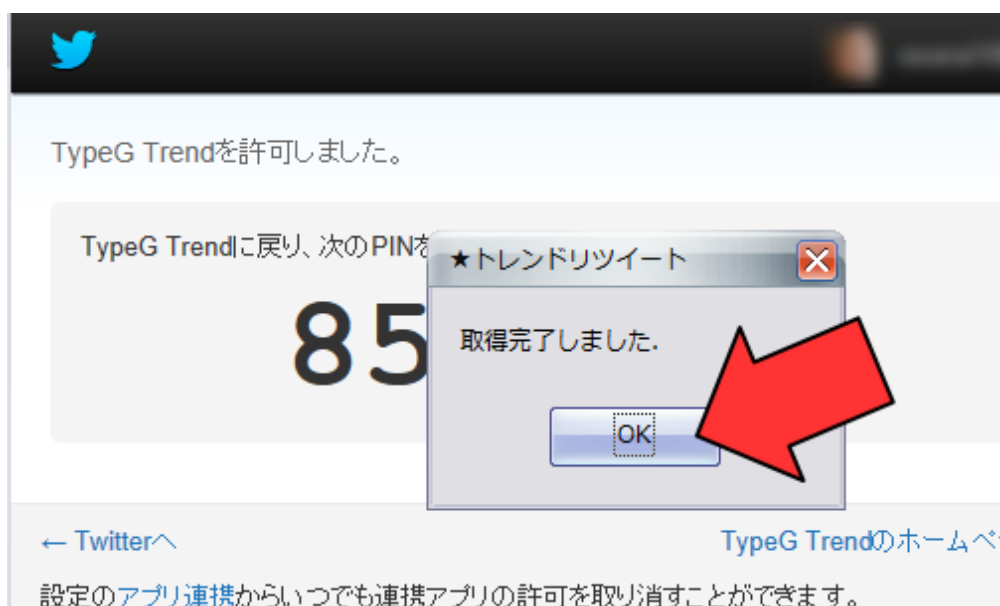 TypeG Trendを許可しました。
TypeG Trendに戻り、次のPINを
★トレンドリツイート
85
取得完了しました.
OK
← Twitterへ
TypeG Trendのホームペ
設定のアプリ連携からいつでも連携アプリの許可を取り消すことができます。